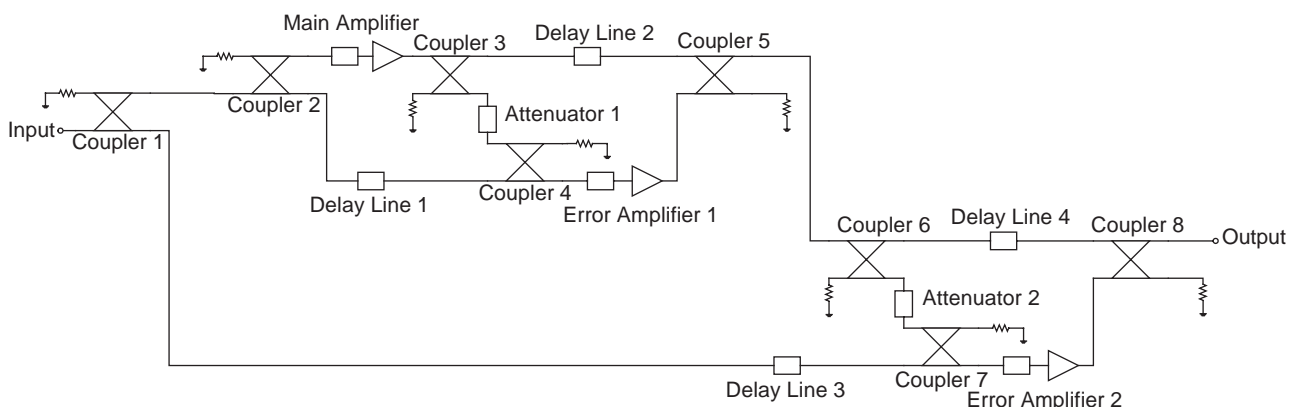 Main Amplifier
Coupler 3
Delay Line 2
Coupler 5
Coupler 2
Attenuator 1
Input
Coupler 1
Delay Line 1
Coupler 4
Error Amplifier 1
Coupler 6
Delay Line 4
Coupler 8
Output
Attenuator 2
Delay Line 3
Coupler 7
Error Amplifier 2